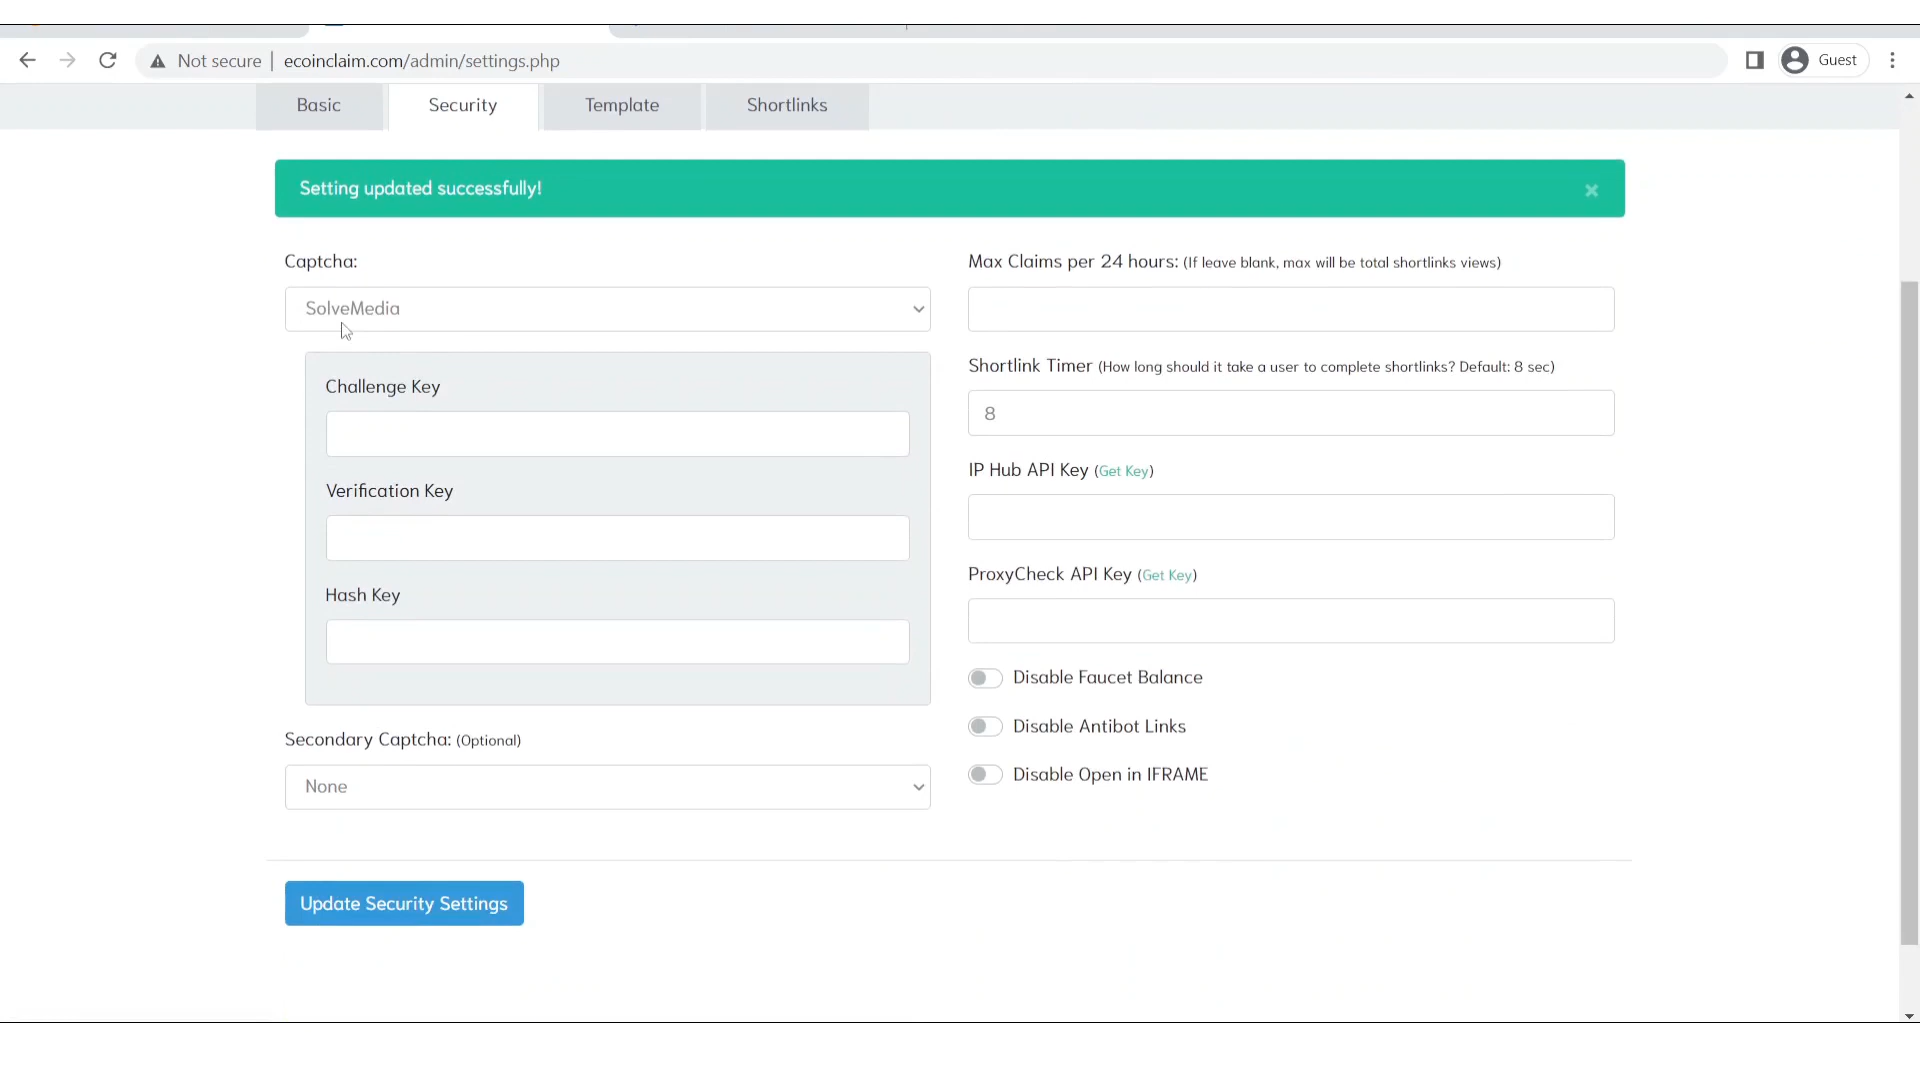 Not secure | ecoinclaim.com/admin/settings.php
Guest
Basic
Security
Template
Shortlinks
Setting updated successfully!
×
Captcha:
SolveMedia
Challenge Key
Verification Key
Hash Key
Secondary Captcha: (Optional)
None
Max Claims per 24 hours: (If leave blank, max will be total shortlinks views)
Shortlink Timer (How long should it take a user to complete shortlinks? Default: 8 sec)
8
IP Hub API Key (Get Key)
ProxyCheck API Key (Get Key)
Disable Faucet Balance
Disable Antibot Links
Disable Open in IFRAME
Update Security Settings